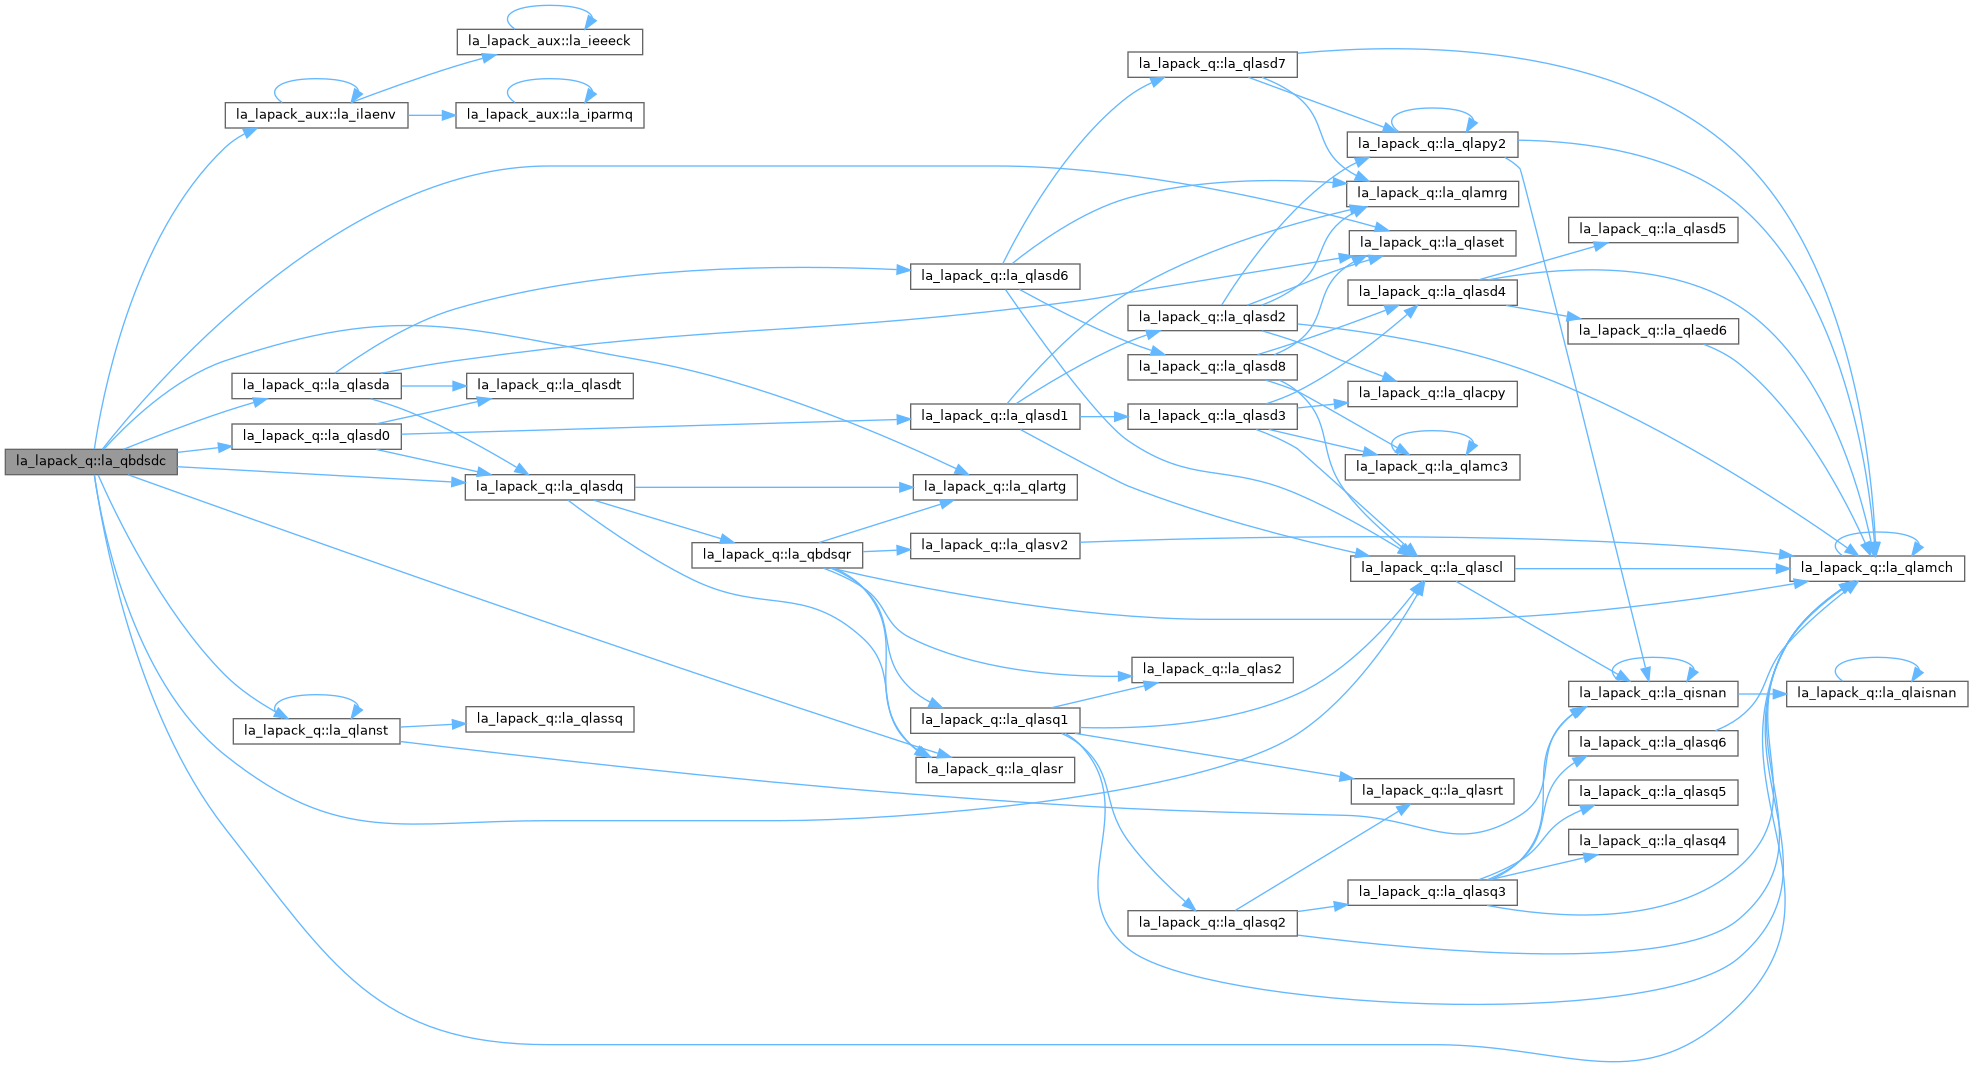 la_lapack_aux::la_ieeeck
la_lapack_q::la_qlasd7
la_lapack_aux::la_ilaenv
la_lapack_aux::la_iparmq
la_lapack_q::la_qlapy2
la_lapack_q::la_qlamrg
la_lapack_q::la_qlasd5
la_lapack_q::la_qlaset
la_lapack_q::la_qlasd6
la_lapack_q::la_qlasd4
la_lapack_q::la_qlasd2
la_lapack_q::la_qlaed6
la_lapack_q::la_qlasd8
la_lapack_q::la_qlasda
la_lapack_q::la_qlasdt
la_lapack_q::la_qlacpy
la_lapack_q::la_qlasd1
la_lapack_q::la_qlasd3
la_lapack_q::la_qlasd0
la_lapack_q::la_qbdsdc
la_lapack_q::la_qlamc3
la_lapack_q::la_qlasdq
la_lapack_q::la_qlartg
la_lapack_q::la_qbdsqr
la_lapack_q::la_qlasv2
la_lapack_q::la_qlascl
la_lapack_q::la_qlamch
la_lapack_q::la_qlas2
la_lapack_q::la_qisnan
la_lapack_q::la_qlaisnan
la_lapack_q::la_qlanst
la_lapack_q::la_qlassq
la_lapack_q::la_qlasq1
la_lapack_q::la_qlasq6
la_lapack_q::la_qlasr
la_lapack_q::la_qlasrt
la_lapack_q::la_qlasq5
la_lapack_q::la_qlasq4
la_lapack_q::la_qlasq3
la_lapack_q::la_qlasq2